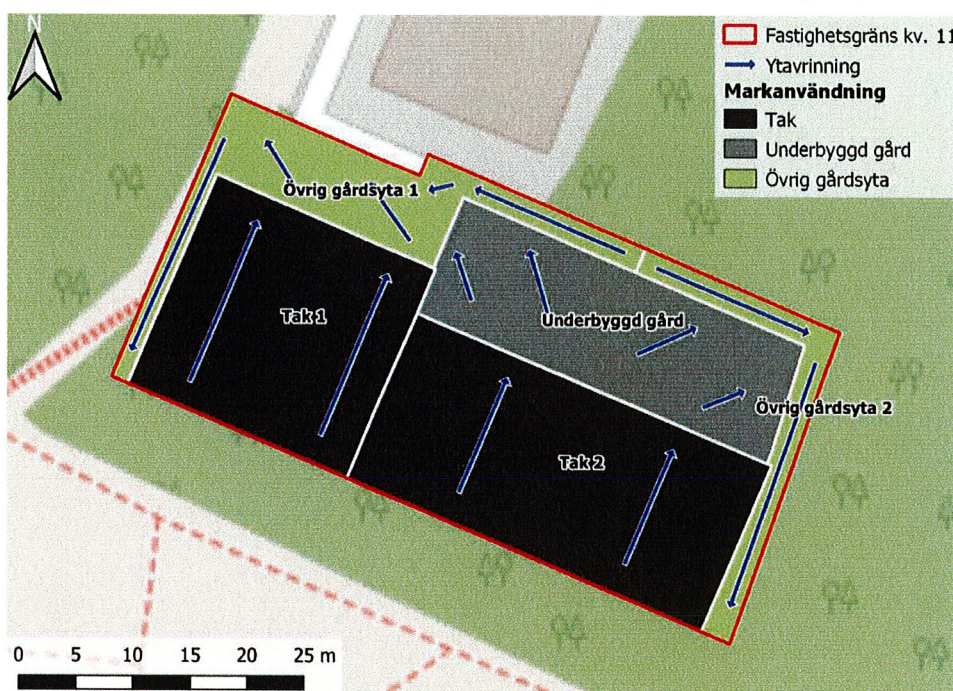 N
Fastighetsgräns kv. 11
Ytavrinning
Markanvändning
Tak
Underbyggd gård
Övrig gårdsyta
Övrig gårdsyta 1
Tak 1
Underbyggd gård
Övrig gårdsyta 2
Tak 2
0 5 10 15 20 25 m